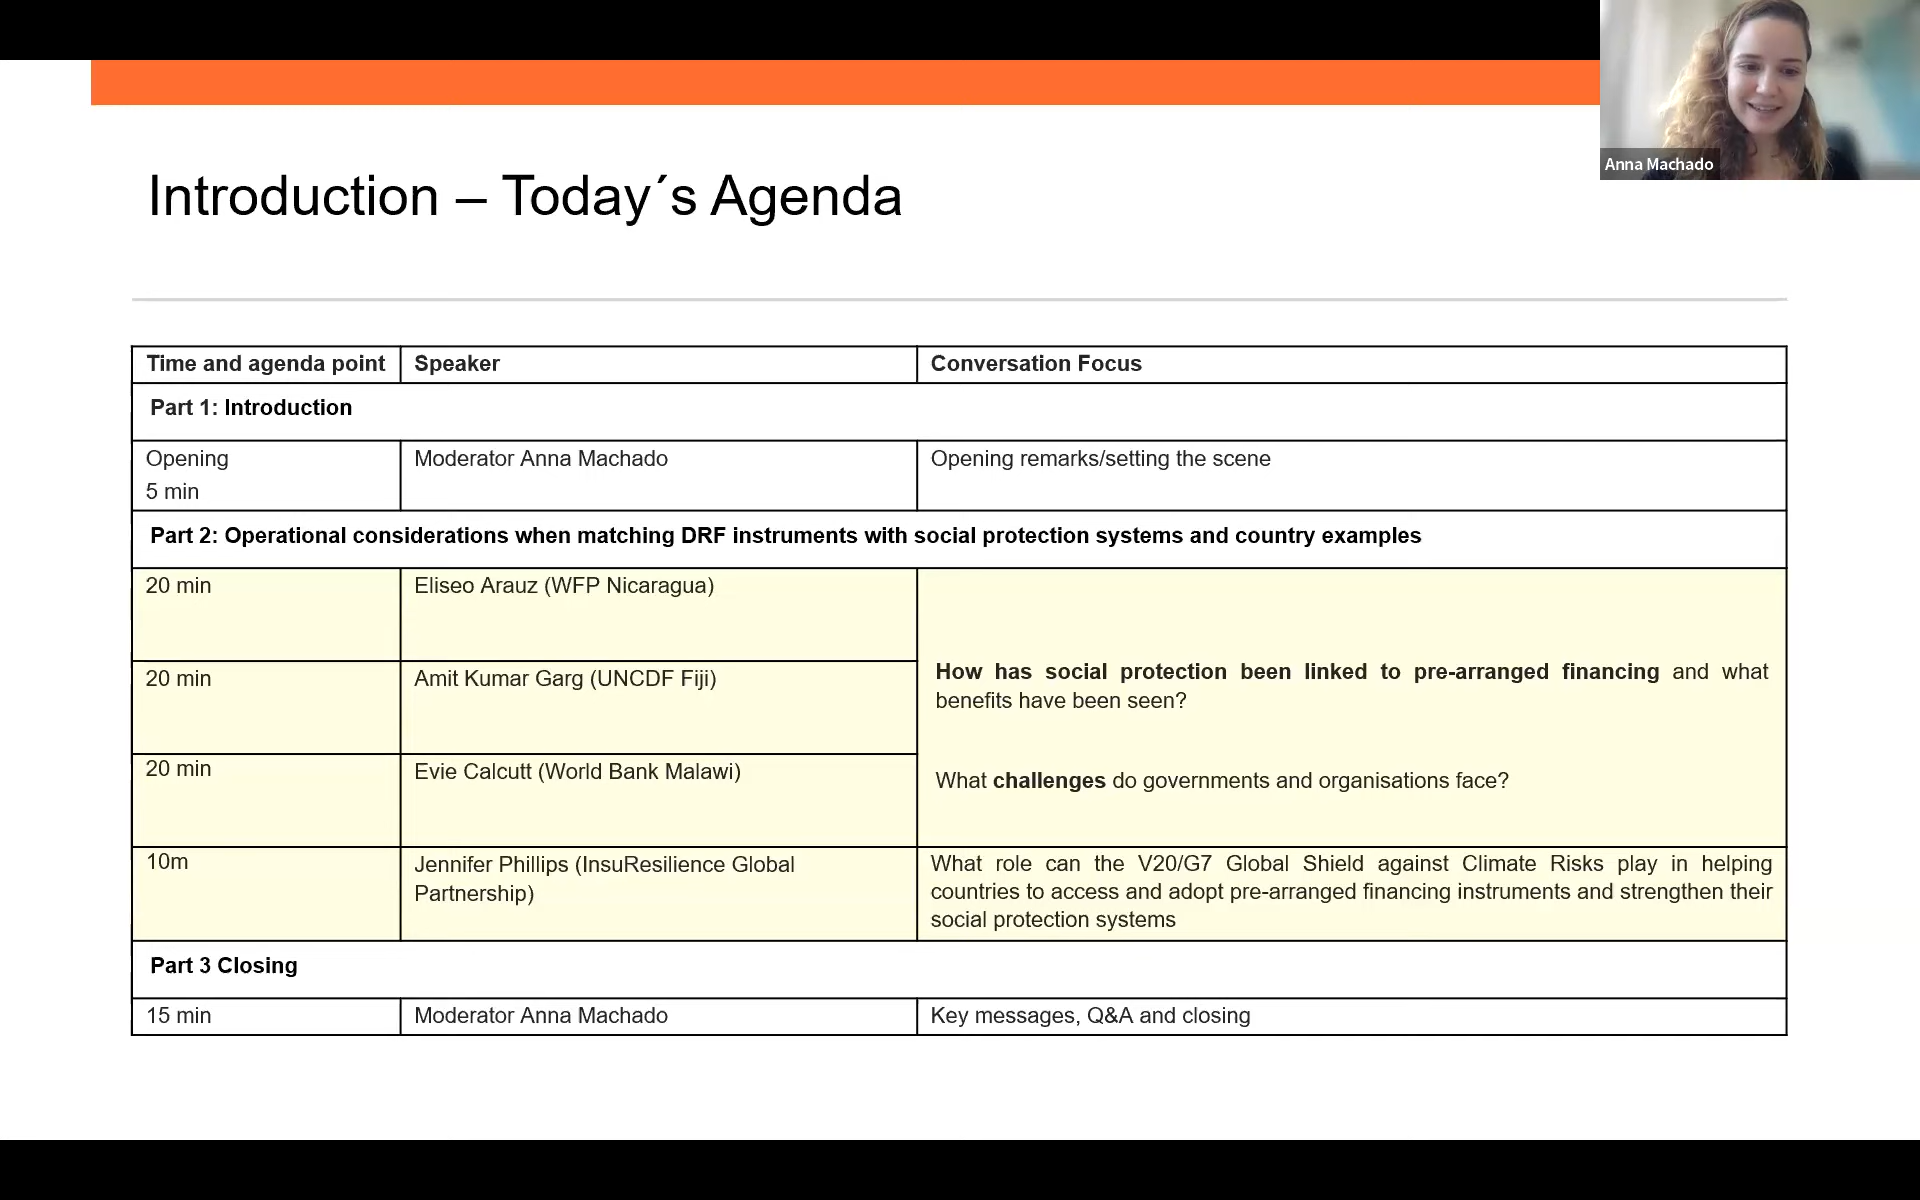 Anna Machado
Introduction – Today´s Agenda
Time and agenda point
Speaker
Conversation Focus
Part 1: Introduction
Opening
5 min
Moderator Anna Machado
Opening remarks/setting the scene
Part 2: Operational considerations when matching DRF instruments with social protection systems and country examples
20 min
Eliseo Arauz (WFP Nicaragua)
20 min
Amit Kumar Garg (UNCDF Fiji)
20 min
Evie Calcutt (World Bank Malawi)
How has social protection been linked to pre-arranged financing and what
benefits have been seen?
What challenges do governments and organisations face?
10m
Jennifer Phillips (InsuResilience Global
Partnership)
What role can the V20/G7 Global Shield against Climate Risks play in helping
countries to access and adopt pre-arranged financing instruments and strengthen their
social protection systems
Part 3 Closing
15 min
Moderator Anna Machado
Key messages, Q&A and closing